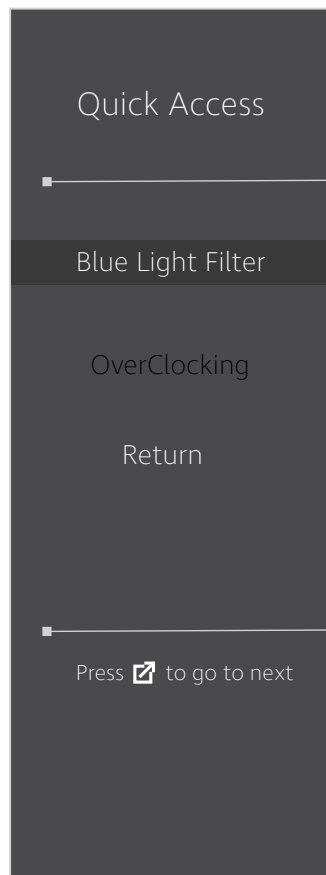 Quick Access
Blue Light Filter
OverClocking
Return
Press to go to next